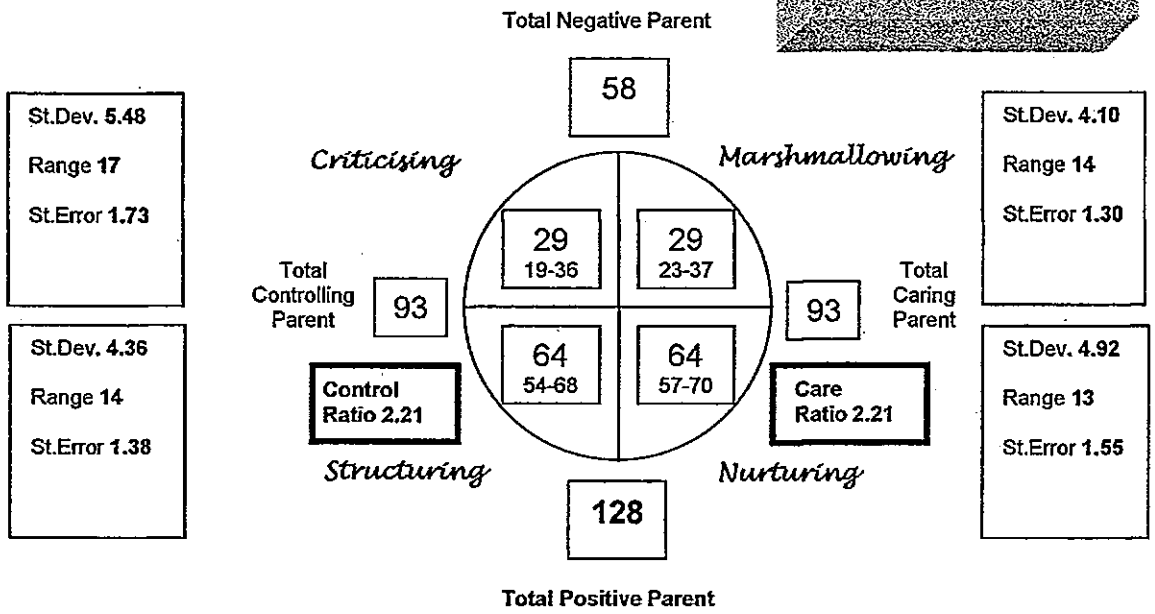 Total Negative Parent
58
St.Dev. 5.48
Range 17
St.Error 1.73
Criticising
Marshmallowing
St.Dev. 4.10
Range 14
St.Error 1.30
29
19-36
29
23-37
Total
Controlling
Parent
93
93
Total
Caring
Parent
St.Dev. 4.36
Range 14
St.Error 1.38
64
54-68
64
57-70
Control
Ratio 2.21
Care
Ratio 2.21
St.Dev. 4.92
Range 13
St.Error 1.55
Structuring
Nurturing
128
Total Positive Parent